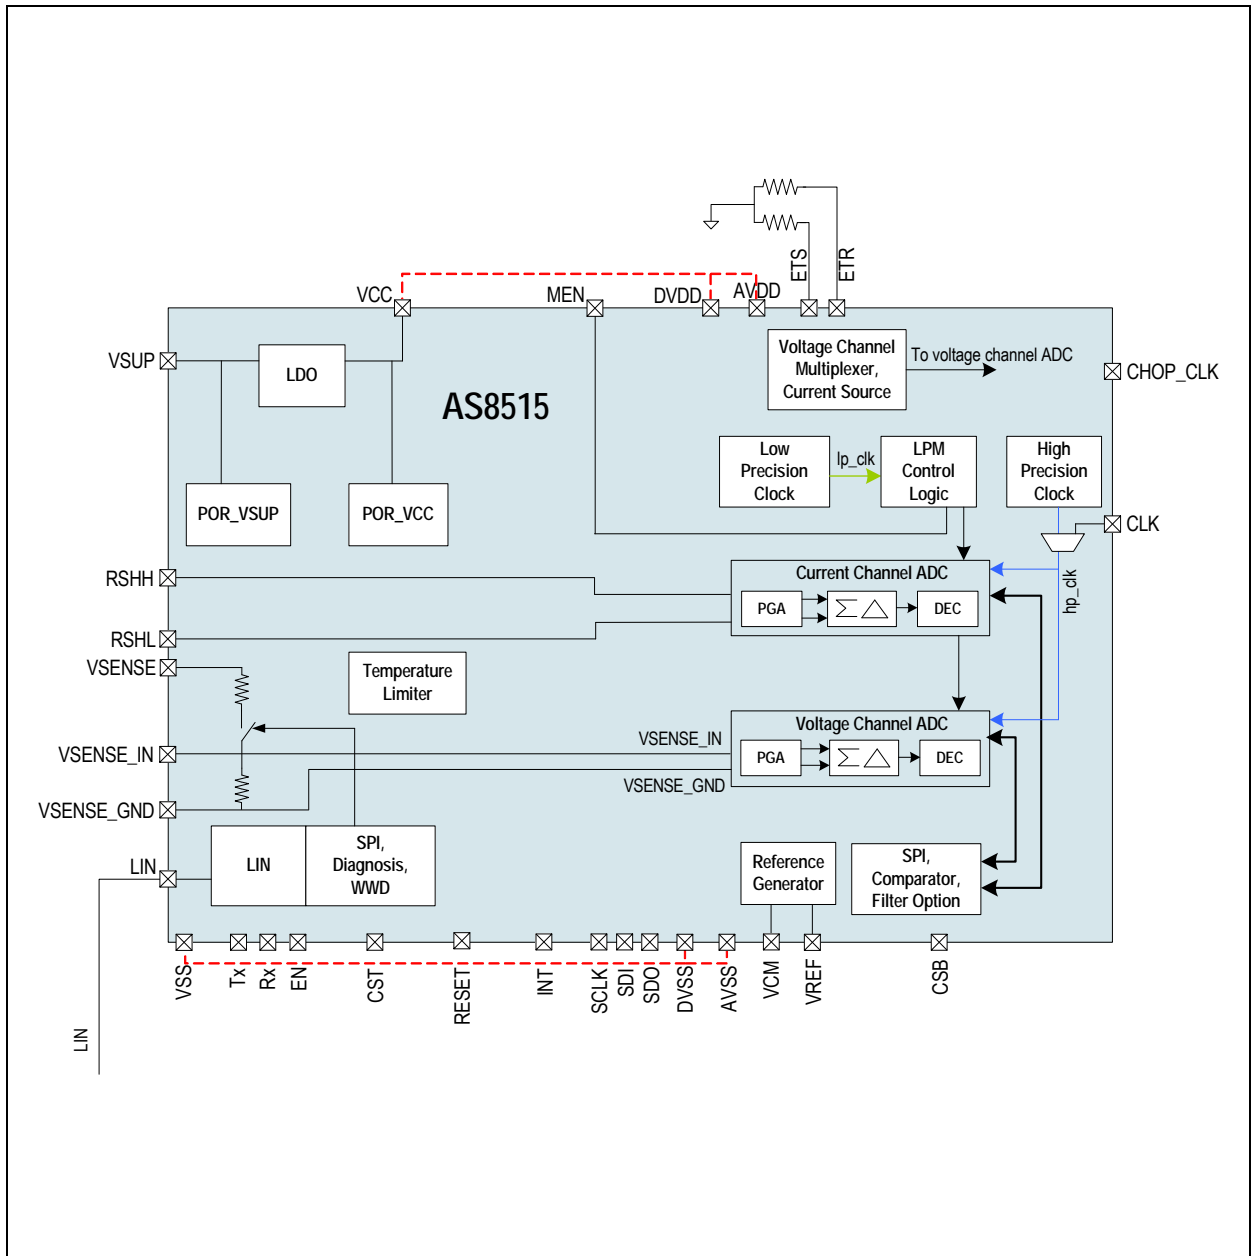 ETS
ETR
VCC
MEN
DVDD
AVDD
VSUP
LDO
Voltage Channel
Multiplexer,
Current Source
To voltage channel ADC
CHOP_CLK
AS8515
Low
Precision
Clock
lp_clk
LPM
Control
Logic
High
Precision
Clock
POR_VSUP
POR_VCC
CLK
RSHH
Current Channel ADC
hp_clk
PGA
ΣΔ
DEC
RSHL
VSENSE
Temperature
Limiter
Voltage Channel ADC
VSENSE_IN
VSENSE_IN
PGA
ΣΔ
DEC
VSENSE_GND
VSENSE_GND
LIN
LIN
SPI,
Diagnosis,
WWD
Reference
Generator
SPI,
Comparator,
Filter Option
VSS
Tx
Rx
EN
CST
RESET
INT
SCLK
SDI
SDO
DVSS
AVSS
VCM
VREF
CSB
LIN